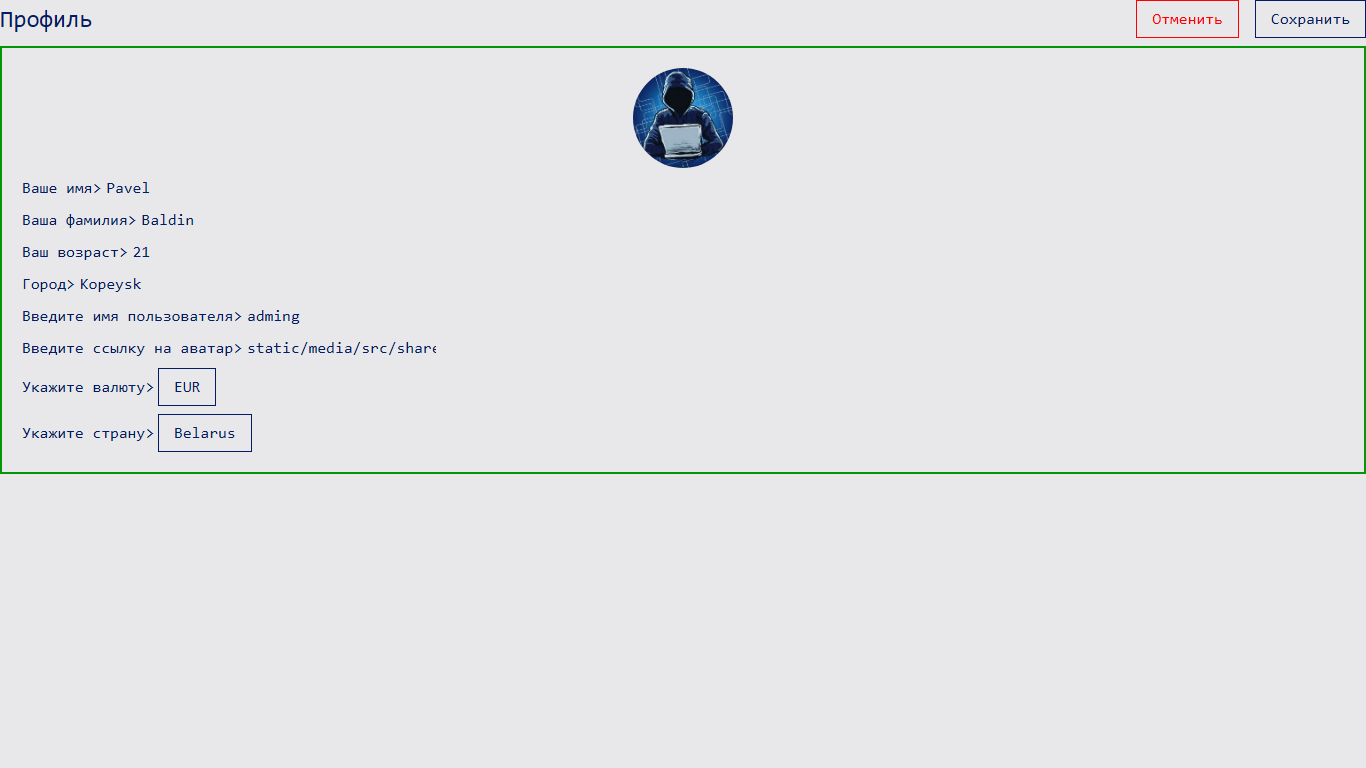 Профиль
Отменить
Сохранить
Ваше имя> Pavel
Ваша фамилия> Baldin
Ваш возраст> 21
Город> Kopeysk
Введите имя пользователя> adming
Введите ссылку на аватар> static/media/src/share
Укажите валюту> EUR
Укажите страну> Belarus